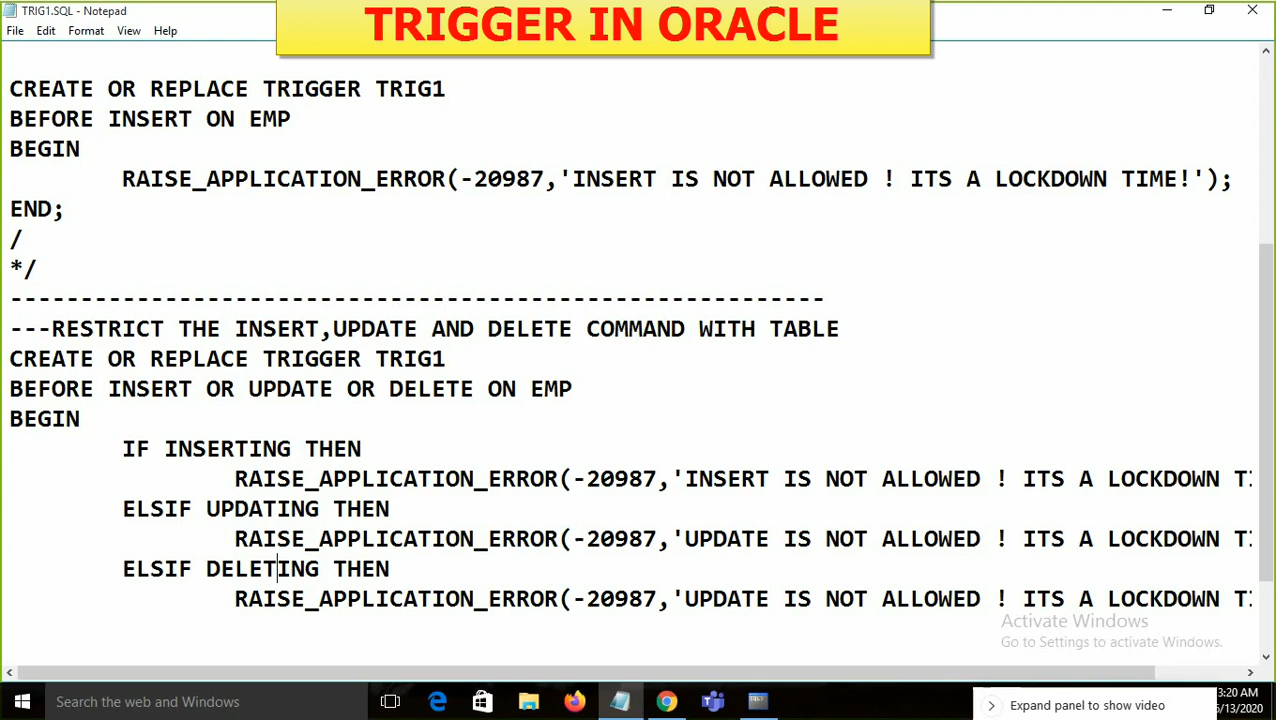 TRIG1.SQL - Notepad
TRIGGER IN ORACLE
File Edit Format View Help
CREATE OR REPLACE TRIGGER TRIG1
BEFORE INSERT ON EMP
BEGIN
RAISE_APPLICATION_ERROR(-20987,'INSERT IS NOT ALLOWED ! ITS A LOCKDOWN TIME!');
END;
/
*/
----------------------------------------------------------
---RESTRICT THE INSERT,UPDATE AND DELETE COMMAND WITH TABLE
CREATE OR REPLACE TRIGGER TRIG1
BEFORE INSERT OR UPDATE OR DELETE ON EMP
BEGIN
IF INSERTING THEN
RAISE_APPLICATION_ERROR(-20987,'INSERT IS NOT ALLOWED ! ITS A LOCKDOWN TI
ELSIF UPDATING THEN
RAISE_APPLICATION_ERROR(-20987,'UPDATE IS NOT ALLOWED ! ITS A LOCKDOWN TI
ELSIF DELETING THEN
RAISE_APPLICATION_ERROR(-20987,'UPDATE IS NOT ALLOWED ! ITS A LOCKDOWN TI
Activate Windows
Go to Settings to activate Windows.
Search the web and Windows
Expand panel to show video
3:20 AM
/13/2020